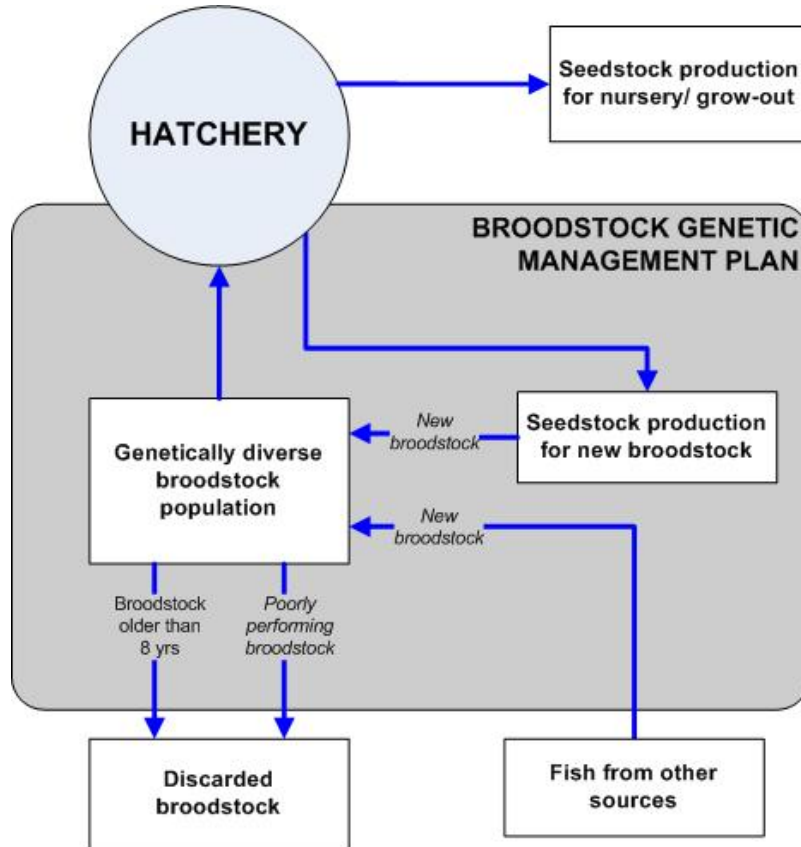 Seedstock production
for nursery/ grow-out
HATCHERY
BROODSTOCK GENETIC
MANAGEMENT PLAN
Genetically diverse
broodstock
population
New
broodstock
Seedstock production
for new broodstock
New
broodstock
Broodstock
older than
8 yrs
Poorly
performing
broodstock
Discarded
broodstock
Fish from other
sources